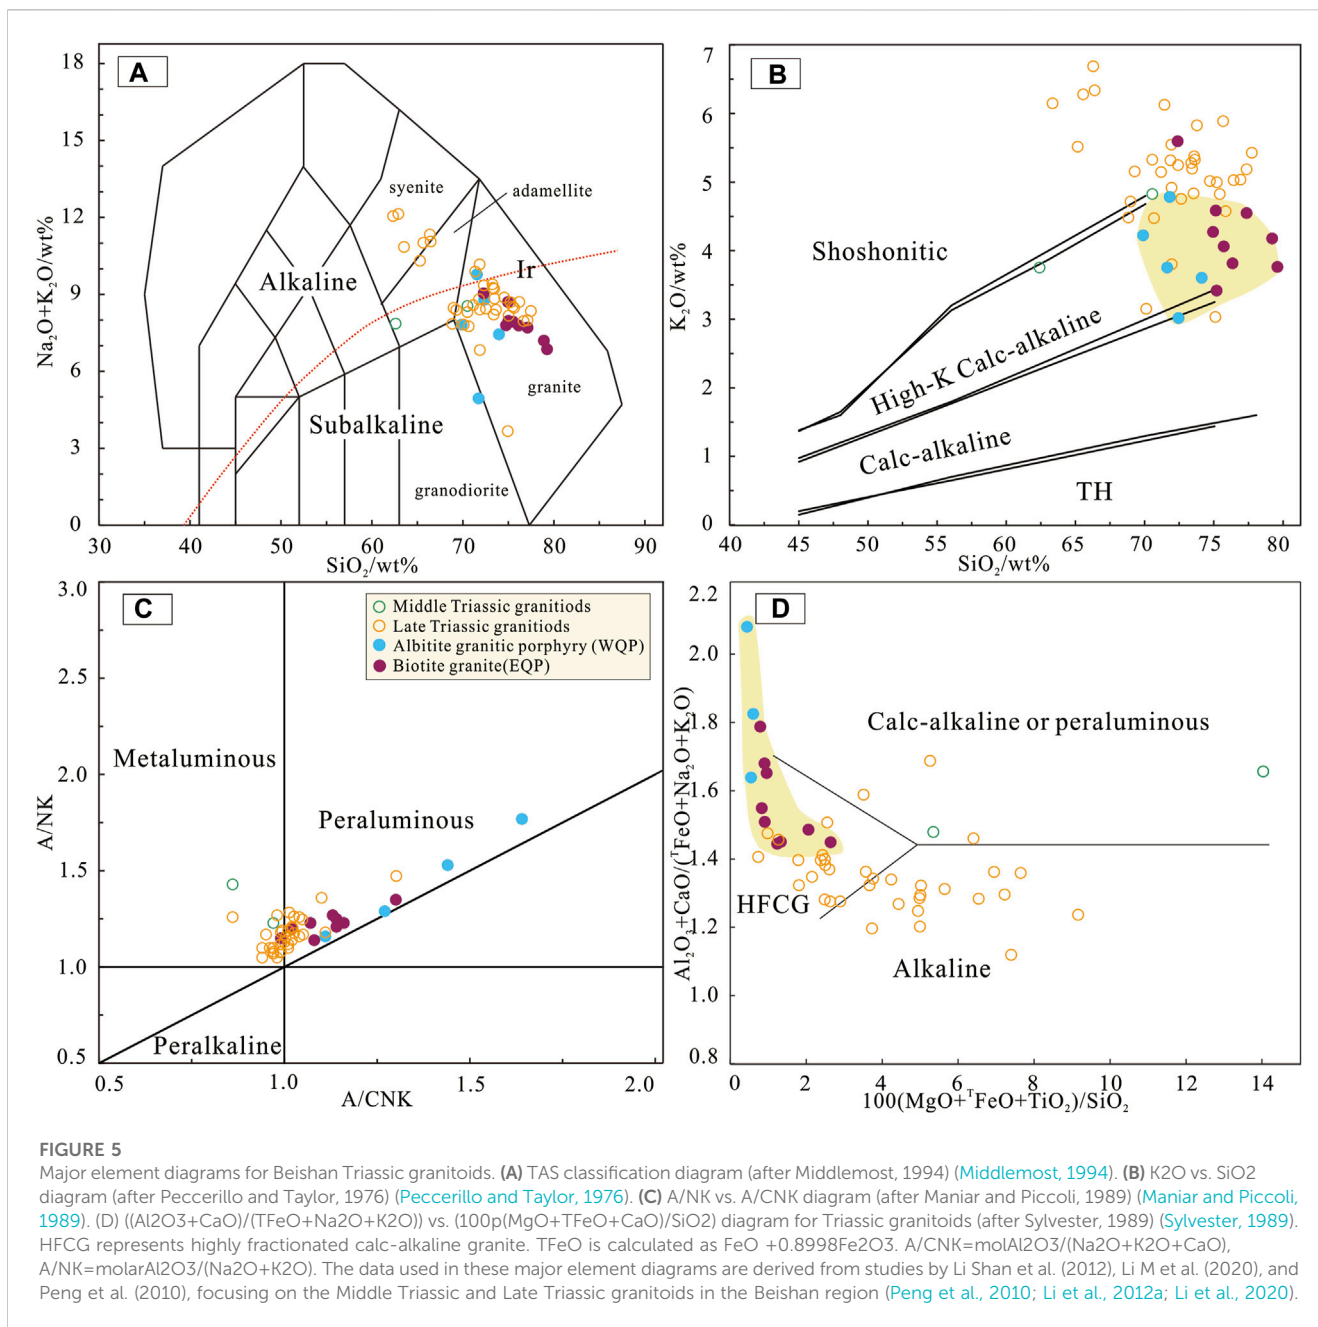 A
18
15
12
9
6
3
0
Na₂O+K₂O/wt%
syenite
adamellite
Alkaline
Ir
Subalkaline
granite
granodiorite
30
40
50
60
70
80
90
SiO₂/wt%
B
7
6
5
4
3
2
1
0
K₂O/wt%
Shoshonitic
High-K Calc-alkaline
Calc-alkaline
TH
40
45
50
55
60
65
70
75
80
SiO₂/wt%
C
3.0
2.5
2.0
1.5
1.0
0.5
A/NK
Middle Triassic granitiods
Late Triassic granitiods
Albitite granitic porphyry (WQP)
Biotite granite(EQP)
Metaluminous
Peraluminous
Peralkaline
0.5
1.0
1.5
2.0
A/CNK
D
2.2
2.0
1.8
1.6
1.4
1.2
1.0
0.8
Al₂O₃+CaO/(ᵀFeO+Na₂O+K₂O)
Calc-alkaline or peraluminous
HFCG
Alkaline
0
2
4
6
8
10
12
14
100(MgO+ᵀFeO+TiO₂)/SiO₂
FIGURE 5
Major element diagrams for Beishan Triassic granitoids. (A) TAS classification diagram (after Middlemost, 1994) (Middlemost, 1994). (B) K2O vs. SiO2
diagram (after Peccerillo and Taylor, 1976) (Peccerillo and Taylor, 1976). (C) A/NK vs. A/CNK diagram (after Maniar and Piccoli, 1989) (Maniar and Piccoli,
1989). (D) ((Al2O3+CaO)/(TFeO+Na2O+K2O)) vs. (100p(MgO+TFeO+CaO)/SiO2) diagram for Triassic granitoids (after Sylvester, 1989) (Sylvester, 1989).
HFCG represents highly fractionated calc-alkaline granite. TFeO is calculated as FeO +0.8998Fe2O3. A/CNK=molAl2O3/(Na2O+K2O+CaO),
A/NK=molarAl2O3/(Na2O+K2O). The data used in these major element diagrams are derived from studies by Li Shan et al. (2012), Li M et al. (2020), and
Peng et al. (2010), focusing on the Middle Triassic and Late Triassic granitoids in the Beishan region (Peng et al., 2010; Li et al., 2012a; Li et al., 2020).